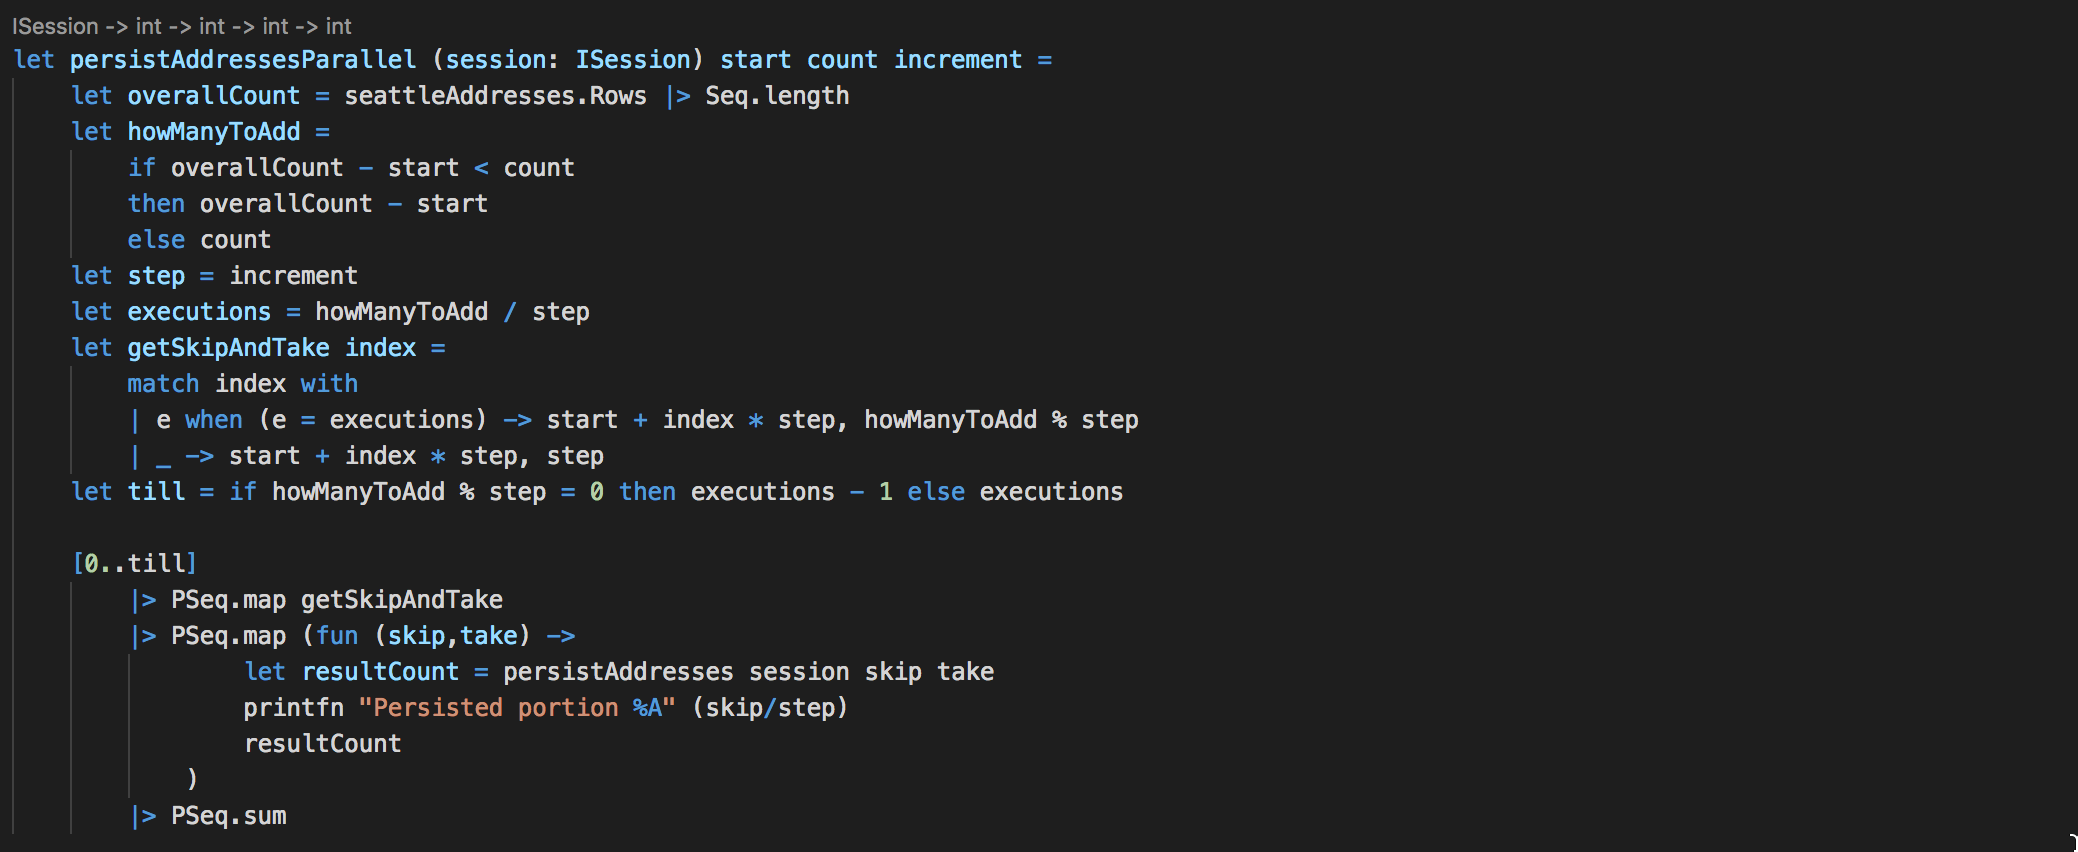 ISession -> int -> int -> int -> int
let persistAddressesParallel (session: ISession) start count increment =
    let overallCount = seattleAddresses.Rows |> Seq.length
    let howManyToAdd =
        if overallCount - start < count
        then overallCount - start
        else count
    let step = increment
    let executions = howManyToAdd / step
    let getSkipAndTake index =
        match index with
        | e when (e = executions) -> start + index * step, howManyToAdd % step
        | _ -> start + index * step, step
    let till = if howManyToAdd % step = 0 then executions - 1 else executions

    [0..till]
        |> PSeq.map getSkipAndTake
        |> PSeq.map (fun (skip,take) ->
                let resultCount = persistAddresses session skip take
                printfn "Persisted portion %A" (skip/step)
                resultCount
            )
        |> PSeq.sum